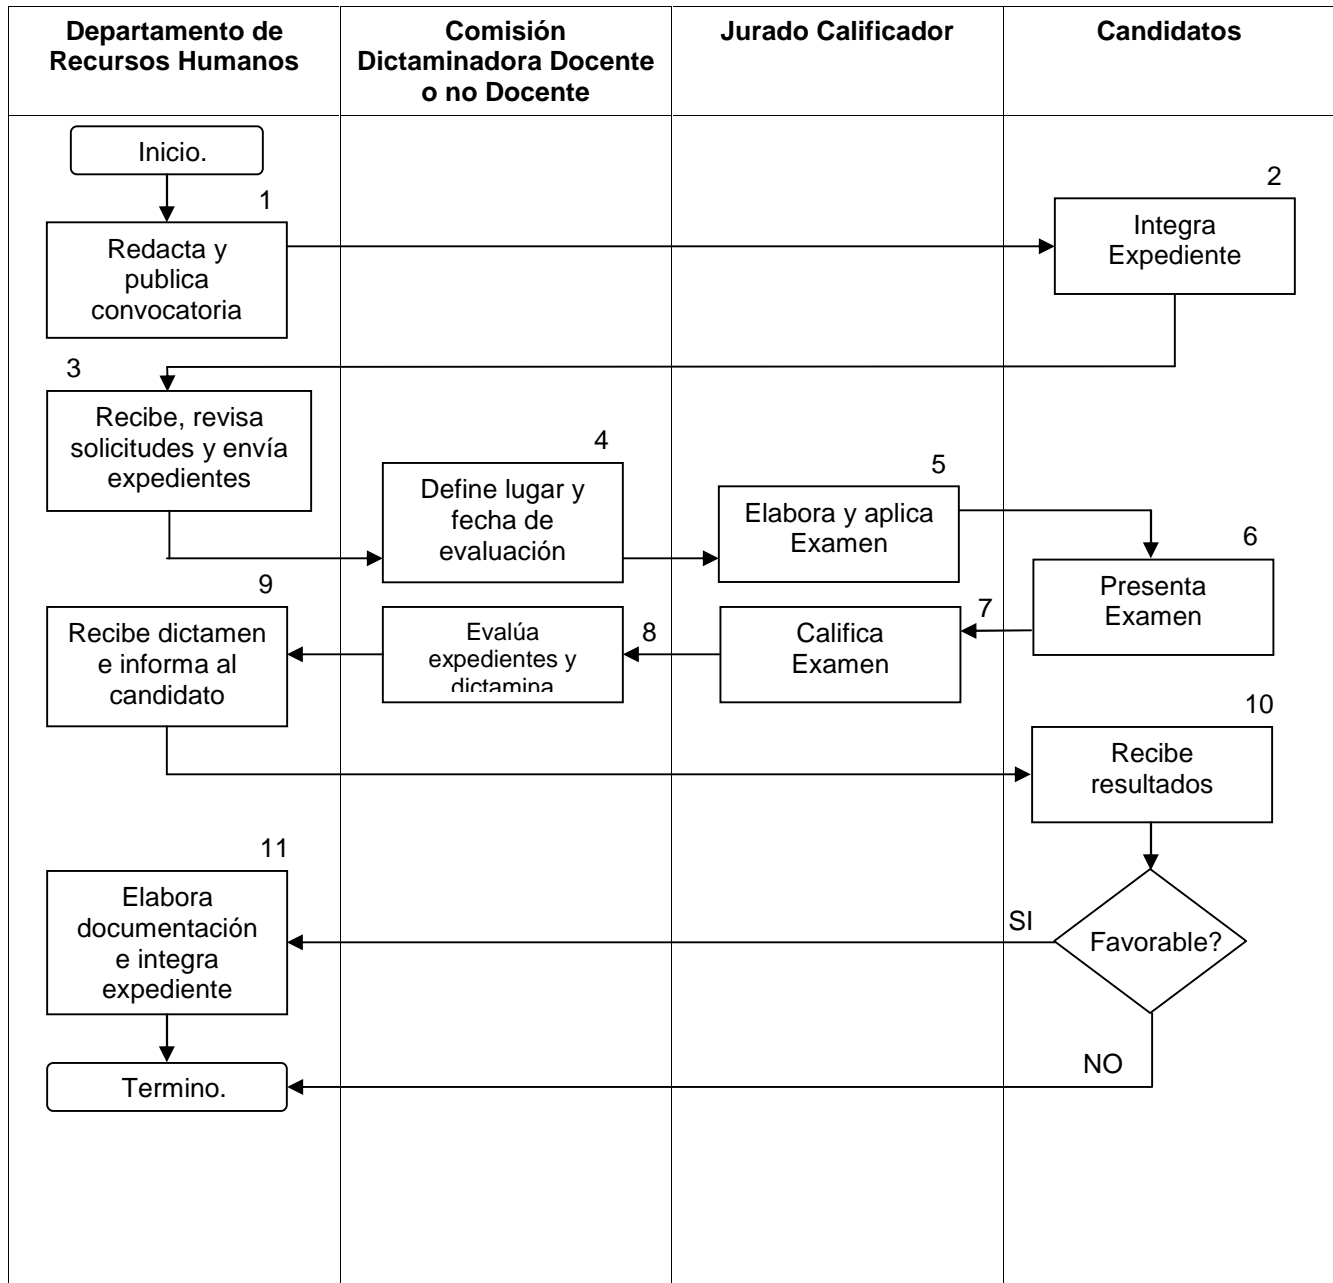 Departamento de
Recursos Humanos
Comisión
Dictaminadora Docente
o no Docente
Jurado Calificador
Candidatos
Inicio.
1
Redacta y
publica
convocatoria
2
Integra
Expediente
3
Recibe, revisa
solicitudes y envía
expedientes
4
Define lugar y
fecha de
evaluación
5
Elabora y aplica
Examen
6
Presenta
Examen
7
Califica
Examen
8
Evalúa
expedientes y
dictamina
9
Recibe dictamen
e informa al
candidato
10
Recibe
resultados
Favorable?
SI
NO
11
Elabora
documentación
e integra
expediente
Termino.